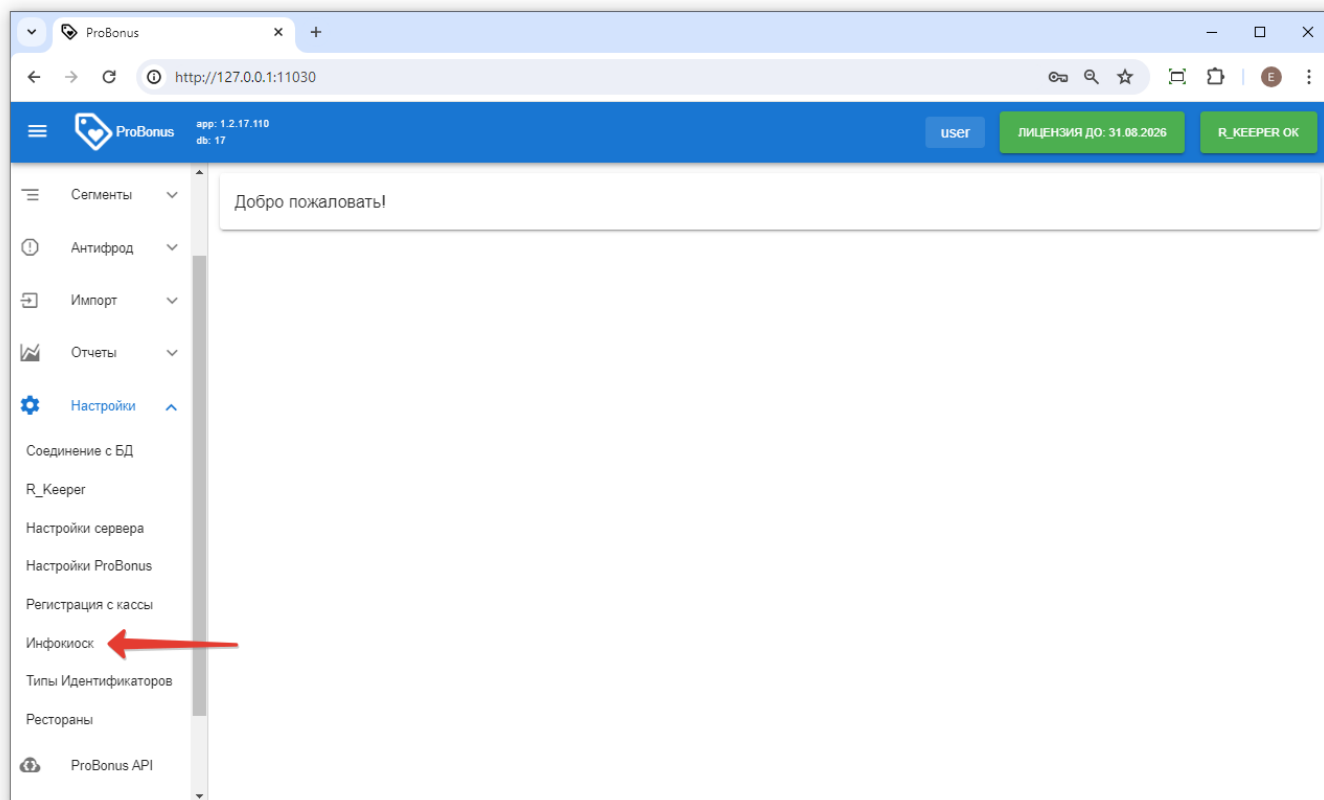 ProBonus
http://127.0.0.1:11030
E
ProBonus
app: 1.2.17.110
db: 17
user
ЛИЦЕНЗИЯ ДО: 31.08.2026
R_KEEPER OK
Сегменты
Антифрод
Импорт
Отчеты
Настройки
Соединение с БД
R_Keeper
Настройки сервера
Настройки ProBonus
Регистрация с кассы
Инфокиоск
Типы Идентификаторов
Рестораны
ProBonus API
Добро пожаловать!